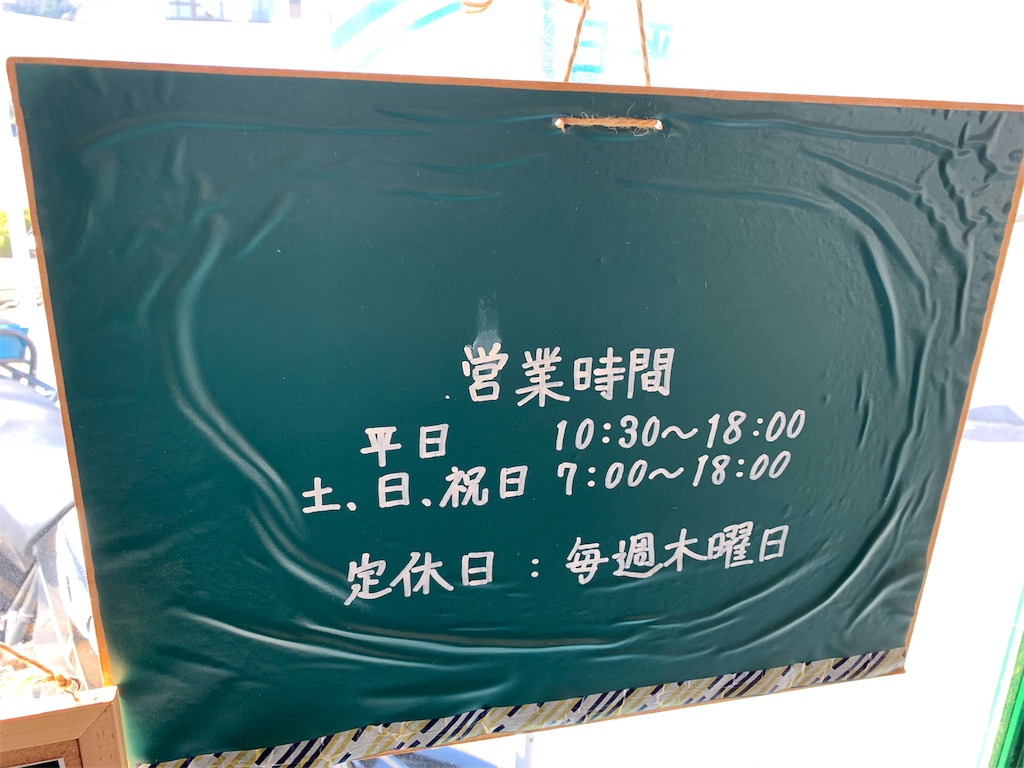 営業時間
平日 10:30〜18:00
土、日、祝日 7:00〜18:00
定休日:毎週木曜日